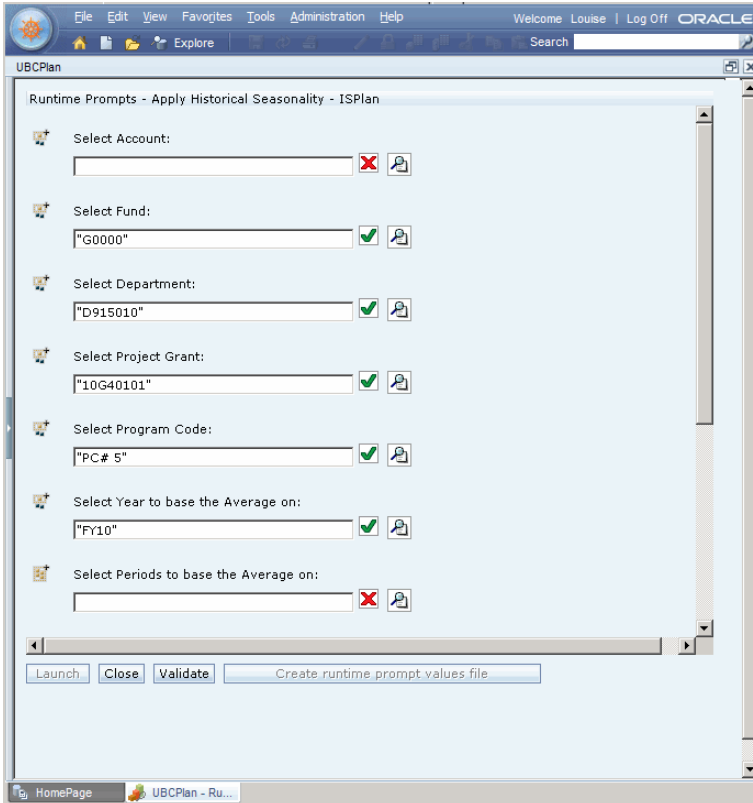 File Edit View Favorites Tools Administration Help Welcome Louise | Log Off ORACLE
Explore Search
UBCPlan
Runtime Prompts - Apply Historical Seasonality - ISPlan
Select Account:
Select Fund:
"G0000"
Select Department:
"D915010"
Select Project Grant:
"10G40101"
Select Program Code:
"PC# 5"
Select Year to base the Average on:
"FY10"
Select Periods to base the Average on:
Launch Close Validate Create runtime prompt values file
HomePage UBCPlan - Ru...